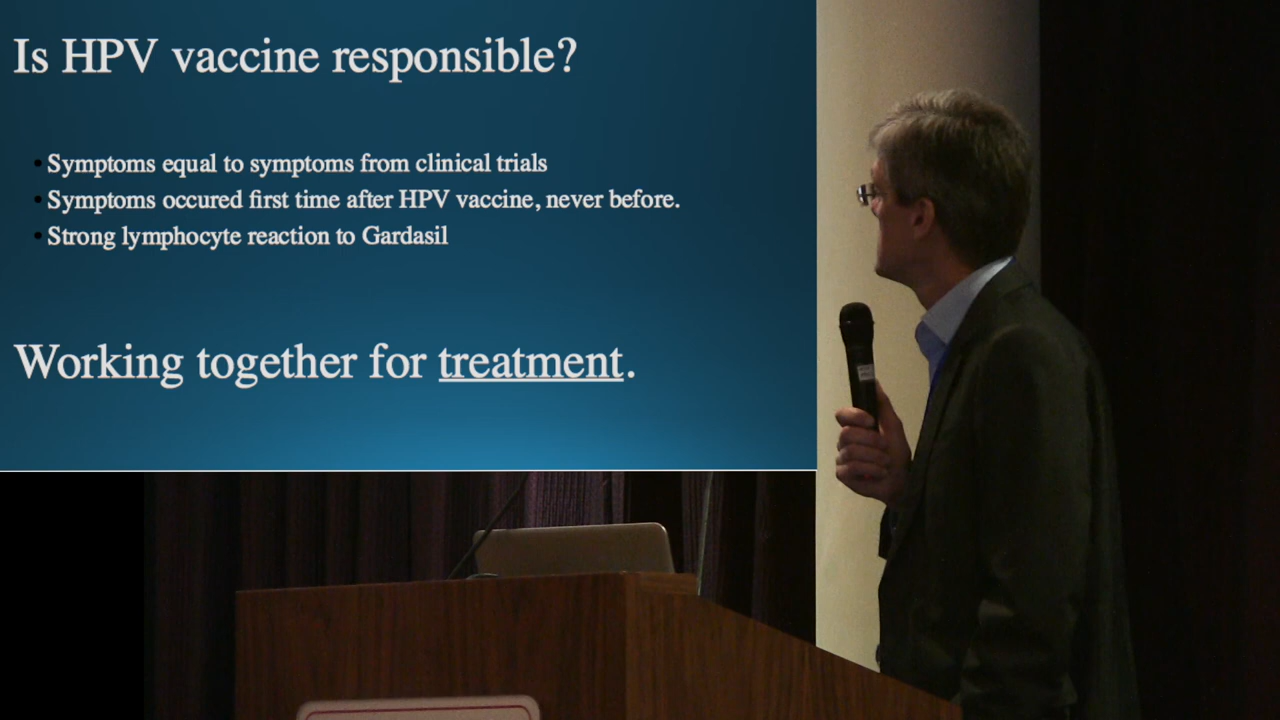 Is HPV vaccine responsible?
• Symptoms equal to symptoms from clinical trials
• Symptoms occured first time after HPV vaccine, never before.
• Strong lymphocyte reaction to Gardasil
Working together for treatment.